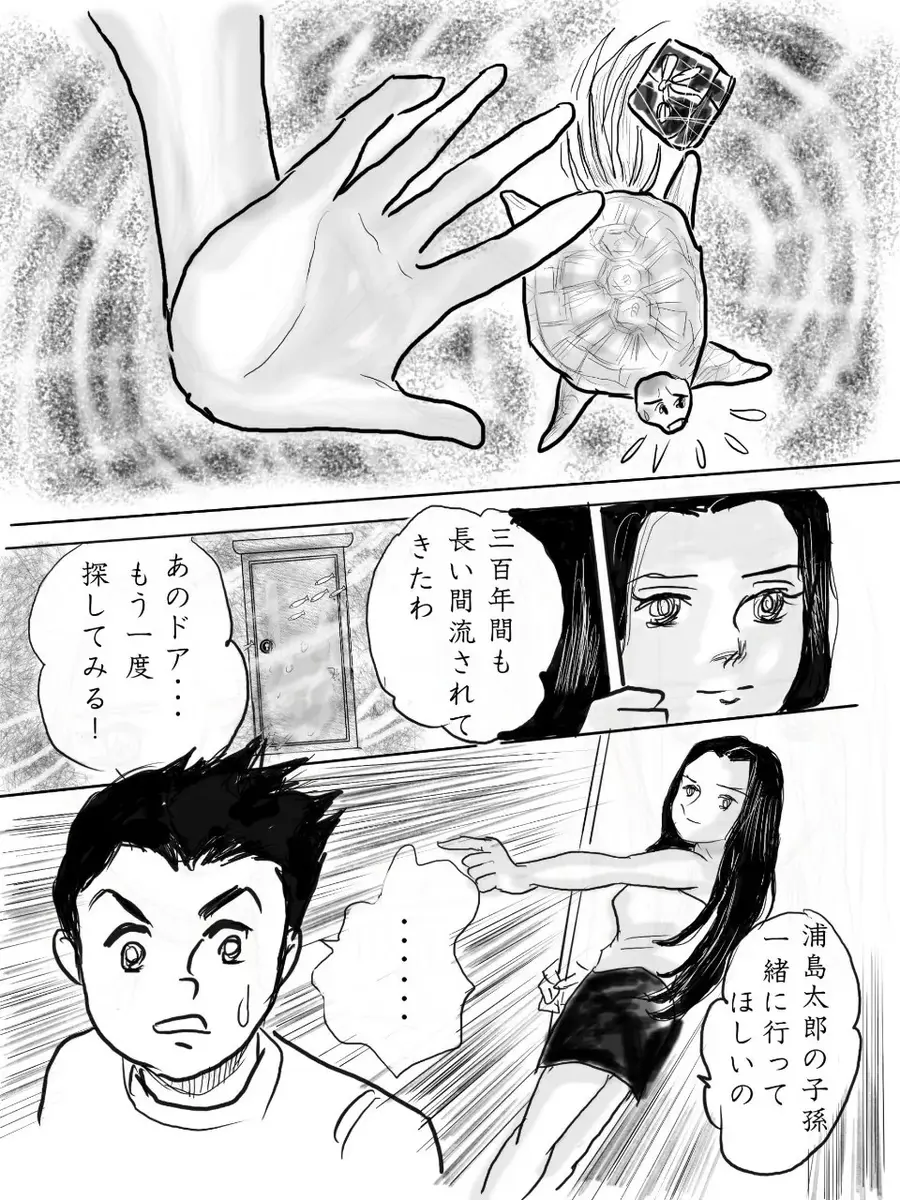 三百年間も
長い間流されて
きたわ
あのドア・・・
もう一度
探してみる！
浦島太郎の子孫
一緒に行って
ほしいの
・・・・・